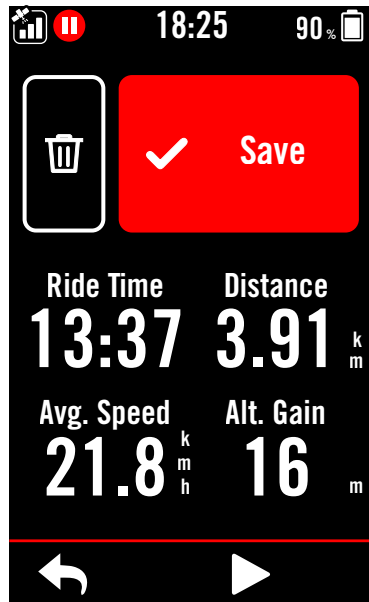 18:25 90 %
Save
Ride Time Distance
13:37 3.91 km
Avg. Speed Alt. Gain
21.8 kmh 16 m